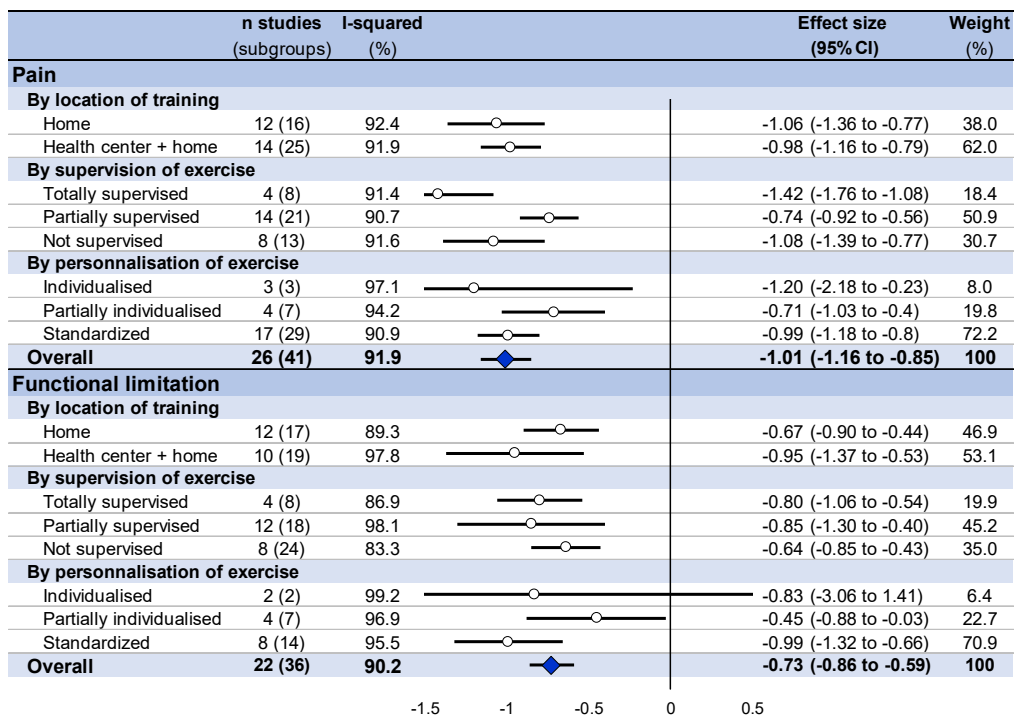 n studies I-squared Effect size Weight
(subgroups) (%) (95% CI) (%)
Pain
By location of training
Home 12 (16) 92.4 -1.06 (-1.36 to -0.77) 38.0
Health center + home 14 (25) 91.9 -0.98 (-1.16 to -0.79) 62.0
By supervision of exercise
Totally supervised 4 (8) 91.4 -1.42 (-1.76 to -1.08) 18.4
Partially supervised 14 (21) 90.7 -0.74 (-0.92 to -0.56) 50.9
Not supervised 8 (13) 91.6 -1.08 (-1.39 to -0.77) 30.7
By personnalisation of exercise
Individualised 3 (3) 97.1 -1.20 (-2.18 to -0.23) 8.0
Partially individualised 4 (7) 94.2 -0.71 (-1.03 to -0.4) 19.8
Standardized 17 (29) 90.9 -0.99 (-1.18 to -0.8) 72.2
Overall 26 (41) 91.9 -1.01 (-1.16 to -0.85) 100
Functional limitation
By location of training
Home 12 (17) 89.3 -0.67 (-0.90 to -0.44) 46.9
Health center + home 10 (19) 97.8 -0.95 (-1.37 to -0.53) 53.1
By supervision of exercise
Totally supervised 4 (8) 86.9 -0.80 (-1.06 to -0.54) 19.9
Partially supervised 12 (18) 98.1 -0.85 (-1.30 to -0.40) 45.2
Not supervised 8 (24) 83.3 -0.64 (-0.85 to -0.43) 35.0
By personnalisation of exercise
Individualised 2 (2) 99.2 -0.83 (-3.06 to 1.41) 6.4
Partially individualised 4 (7) 96.9 -0.45 (-0.88 to -0.03) 22.7
Standardized 8 (14) 95.5 -0.99 (-1.32 to -0.66) 70.9
Overall 22 (36) 90.2 -0.73 (-0.86 to -0.59) 100
-1.5 -1 -0.5 0 0.5